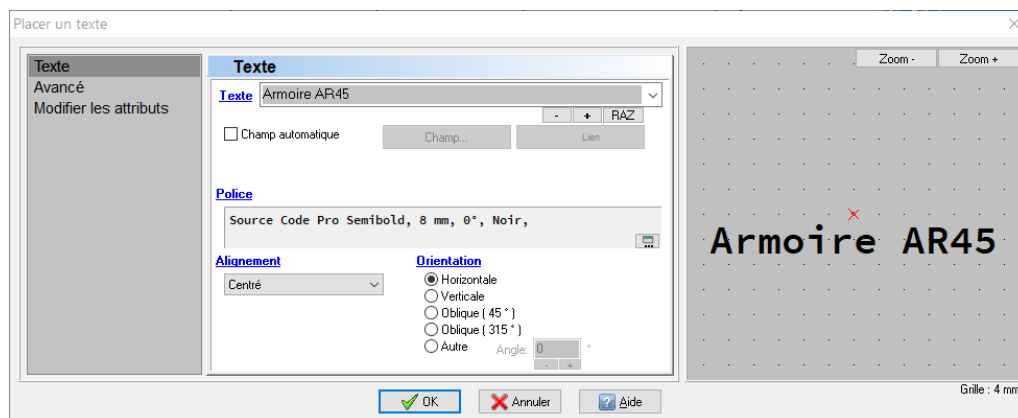 Placer un texte
Texte
Avancé
Modifier les attributs
Texte
Texte Armoire AR45
- + RAZ
Champ automatique Champ... Lien
Police
Source Code Pro Semibold, 8 mm, 0°, Noir,
Alignement Orientation
Centré Horizontale
Verticale
Oblique ( 45 ° )
Oblique ( 315 ° )
Autre Angle: 0 °
- +
OK Annuler Aide
Zoom - Zoom +
Armoire AR45
Grille : 4 mm